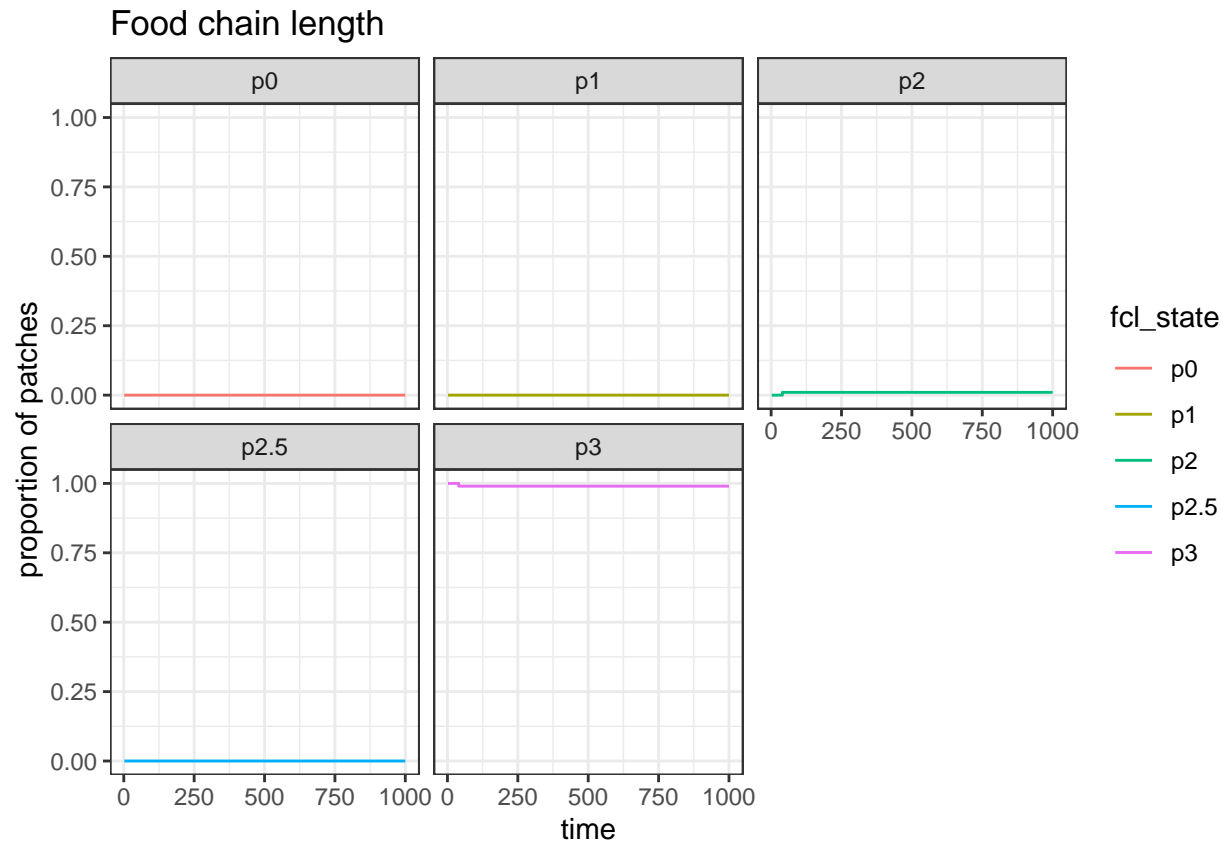 Food chain length
p0 p1 p2
1.00
0.75
0.50
0.25
0.00
0 250 500 750 1000
p2.5 p3
1.00
0.75
0.50
0.25
0.00
0 250 500 750 1000 0 250 500 750 1000
time
proportion of patches
fcl_state
p0
p1
p2
p2.5
p3